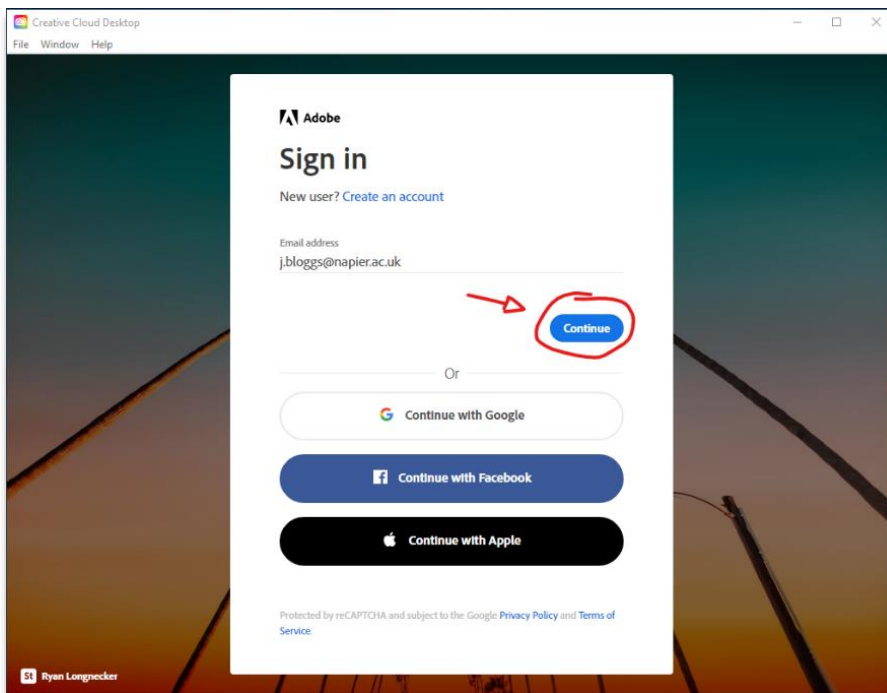 Creative Cloud Desktop
File Window Help
Adobe
Sign in
New user? Create an account
Email address
j.bloggs@napier.ac.uk
Continue
Or
Continue with Google
Continue with Facebook
Continue with Apple
Protected by reCAPTCHA and subject to the Google Privacy Policy and Terms of
Service.
St Ryan Longnecker